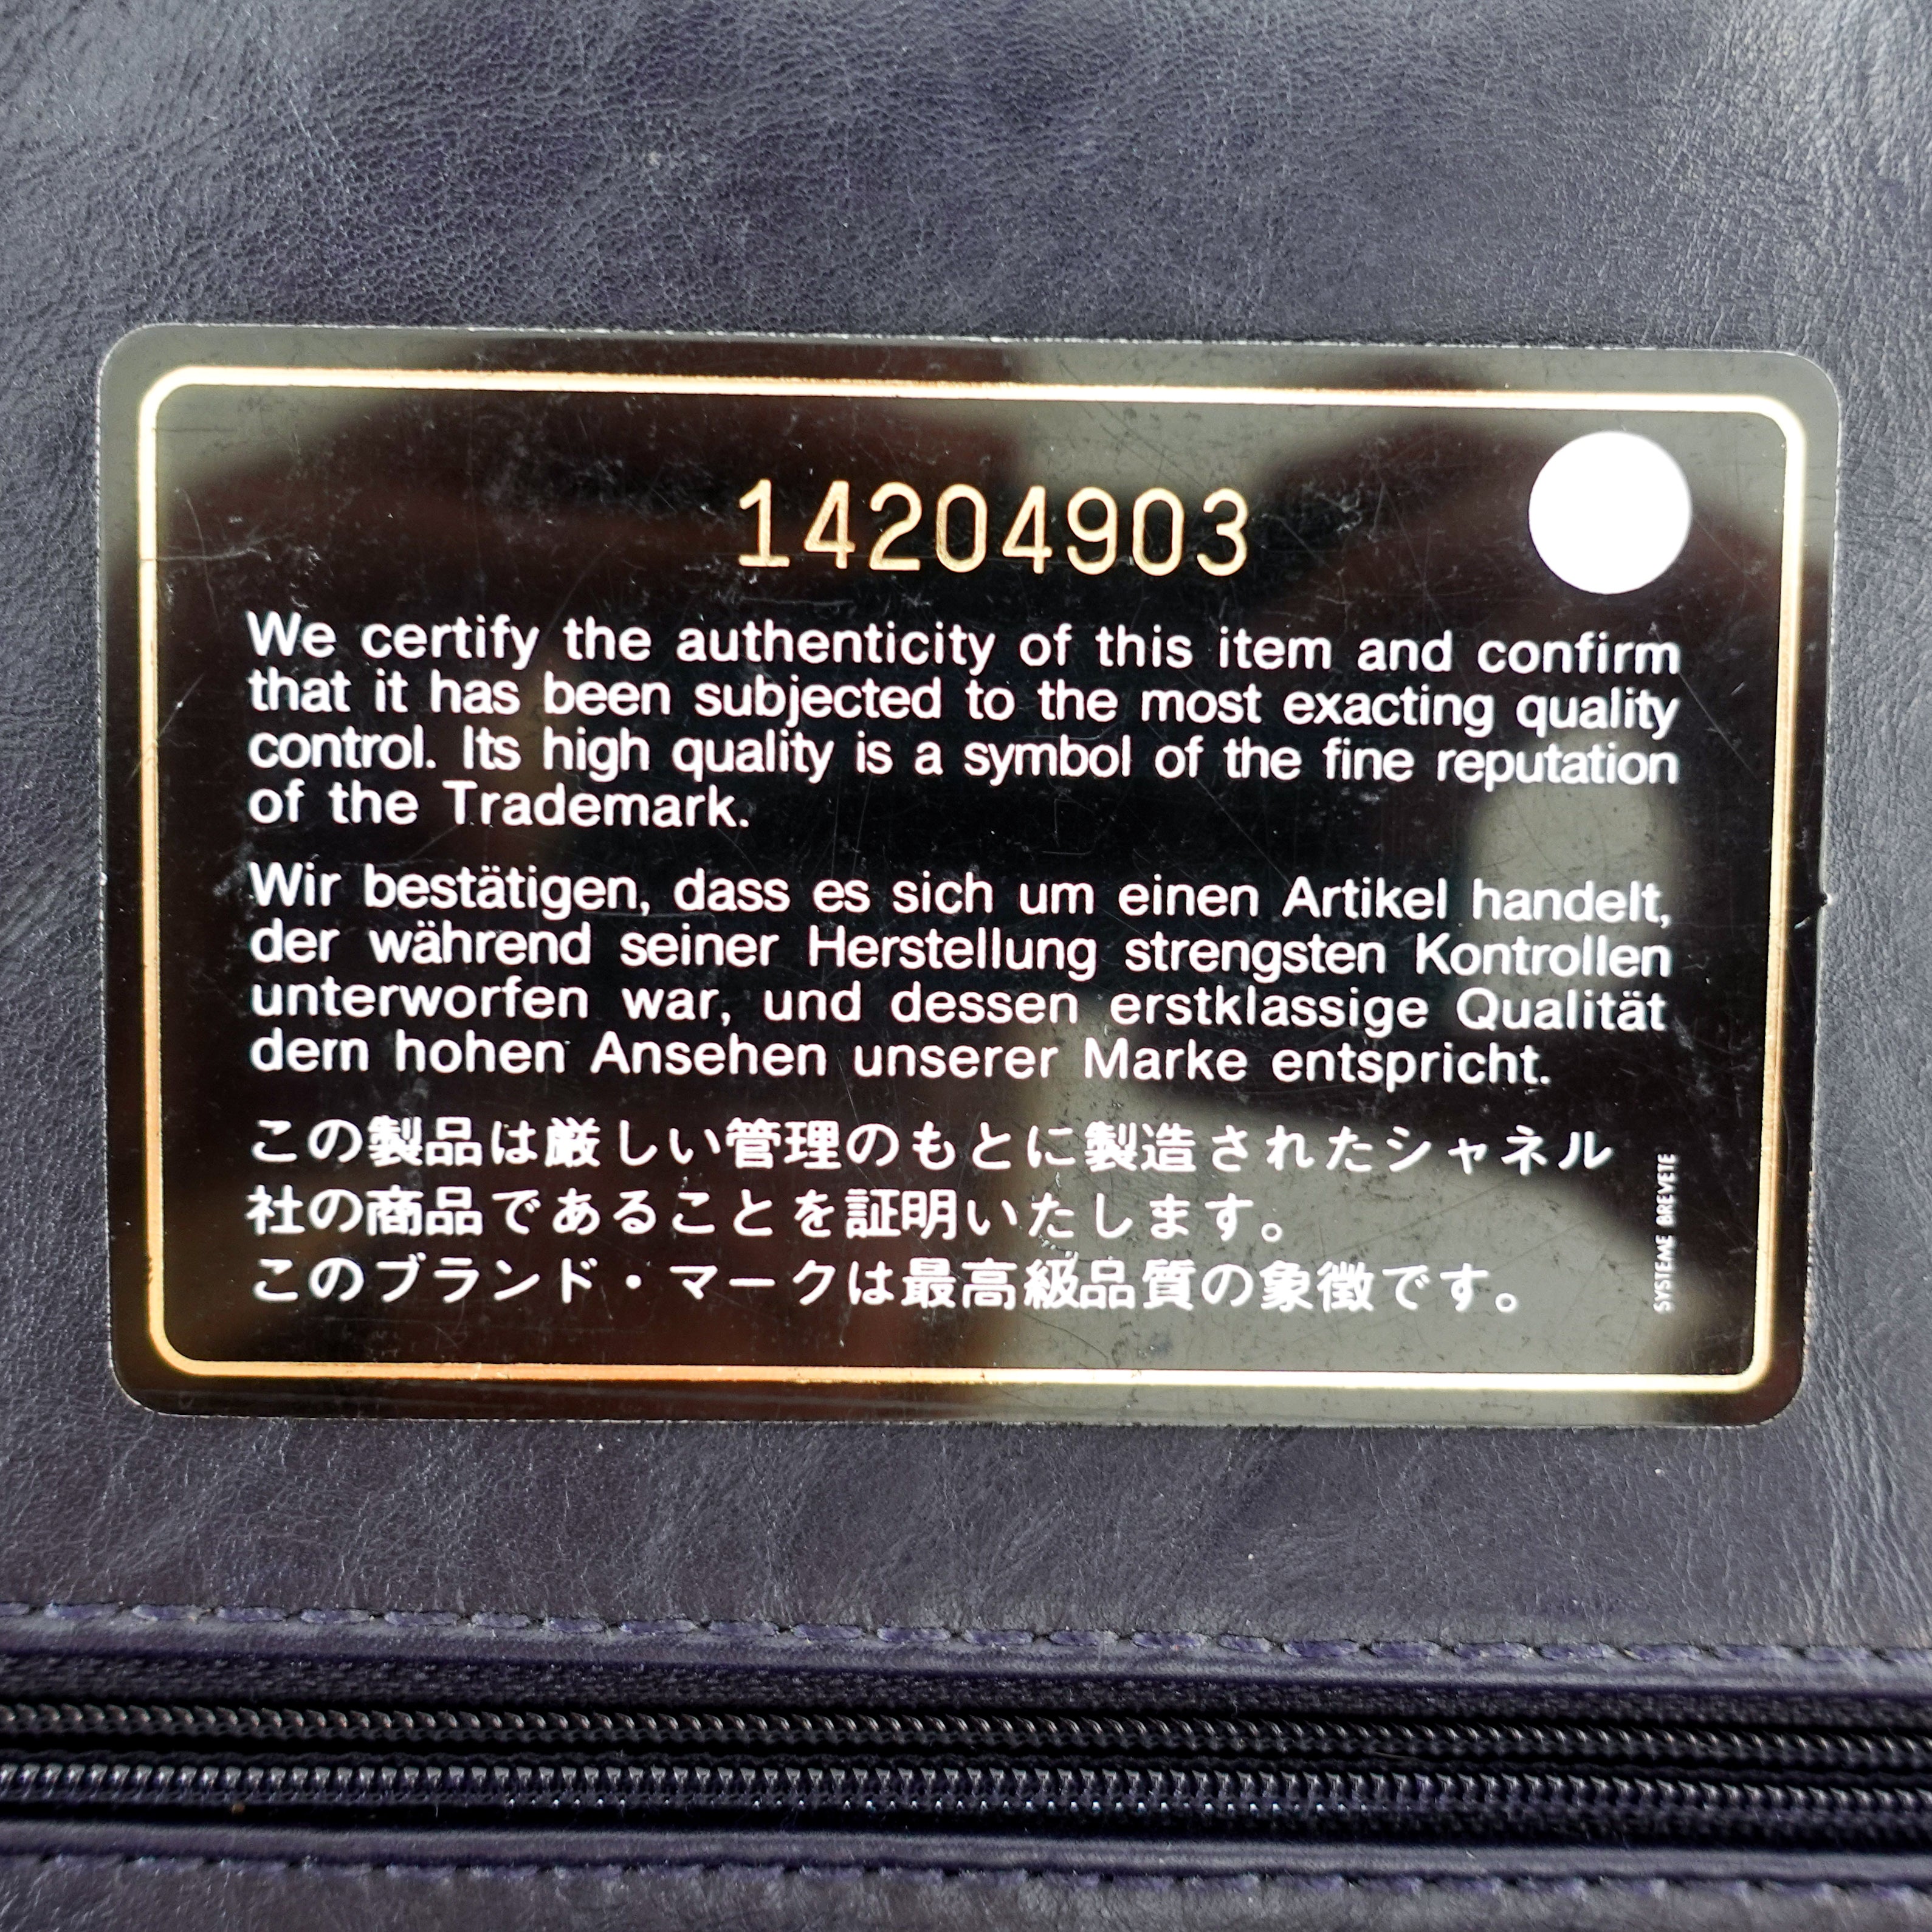 14204903
We certify the authenticity of this item and confirm
that it has been subjected to the most exacting quality
control. Its high quality is a symbol of the fine reputation
of the Trademark.
Wir bestätigen, dass es sich um einen Artikel handelt,
der während seiner Herstellung strengsten Kontrollen
unterworfen war, und dessen erstklassige Qualität
dem hohen Ansehen unserer Marke entspricht.
この製品は厳しい管理のもとに製造されたシャネル
社の商品であることを証明いたします。
このブランド・マークは最高級品質の象徴です。
SYSTEME BREVETE